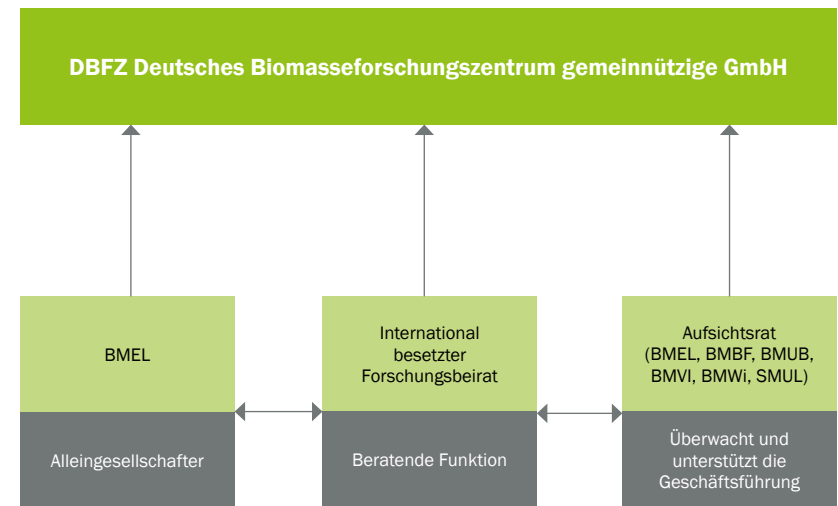 DBFZ Deutsches Biomasseforschungszentrum gemeinnützige GmbH
BMEL
Alleingesellschafter
International
besetzter
Forschungsbeirat
Beratende Funktion
Aufsichtsrat
(BMEL, BMBF, BMUB,
BMVI, BMWi, SMUL)
Überwacht und
unterstützt die
Geschäftsführung